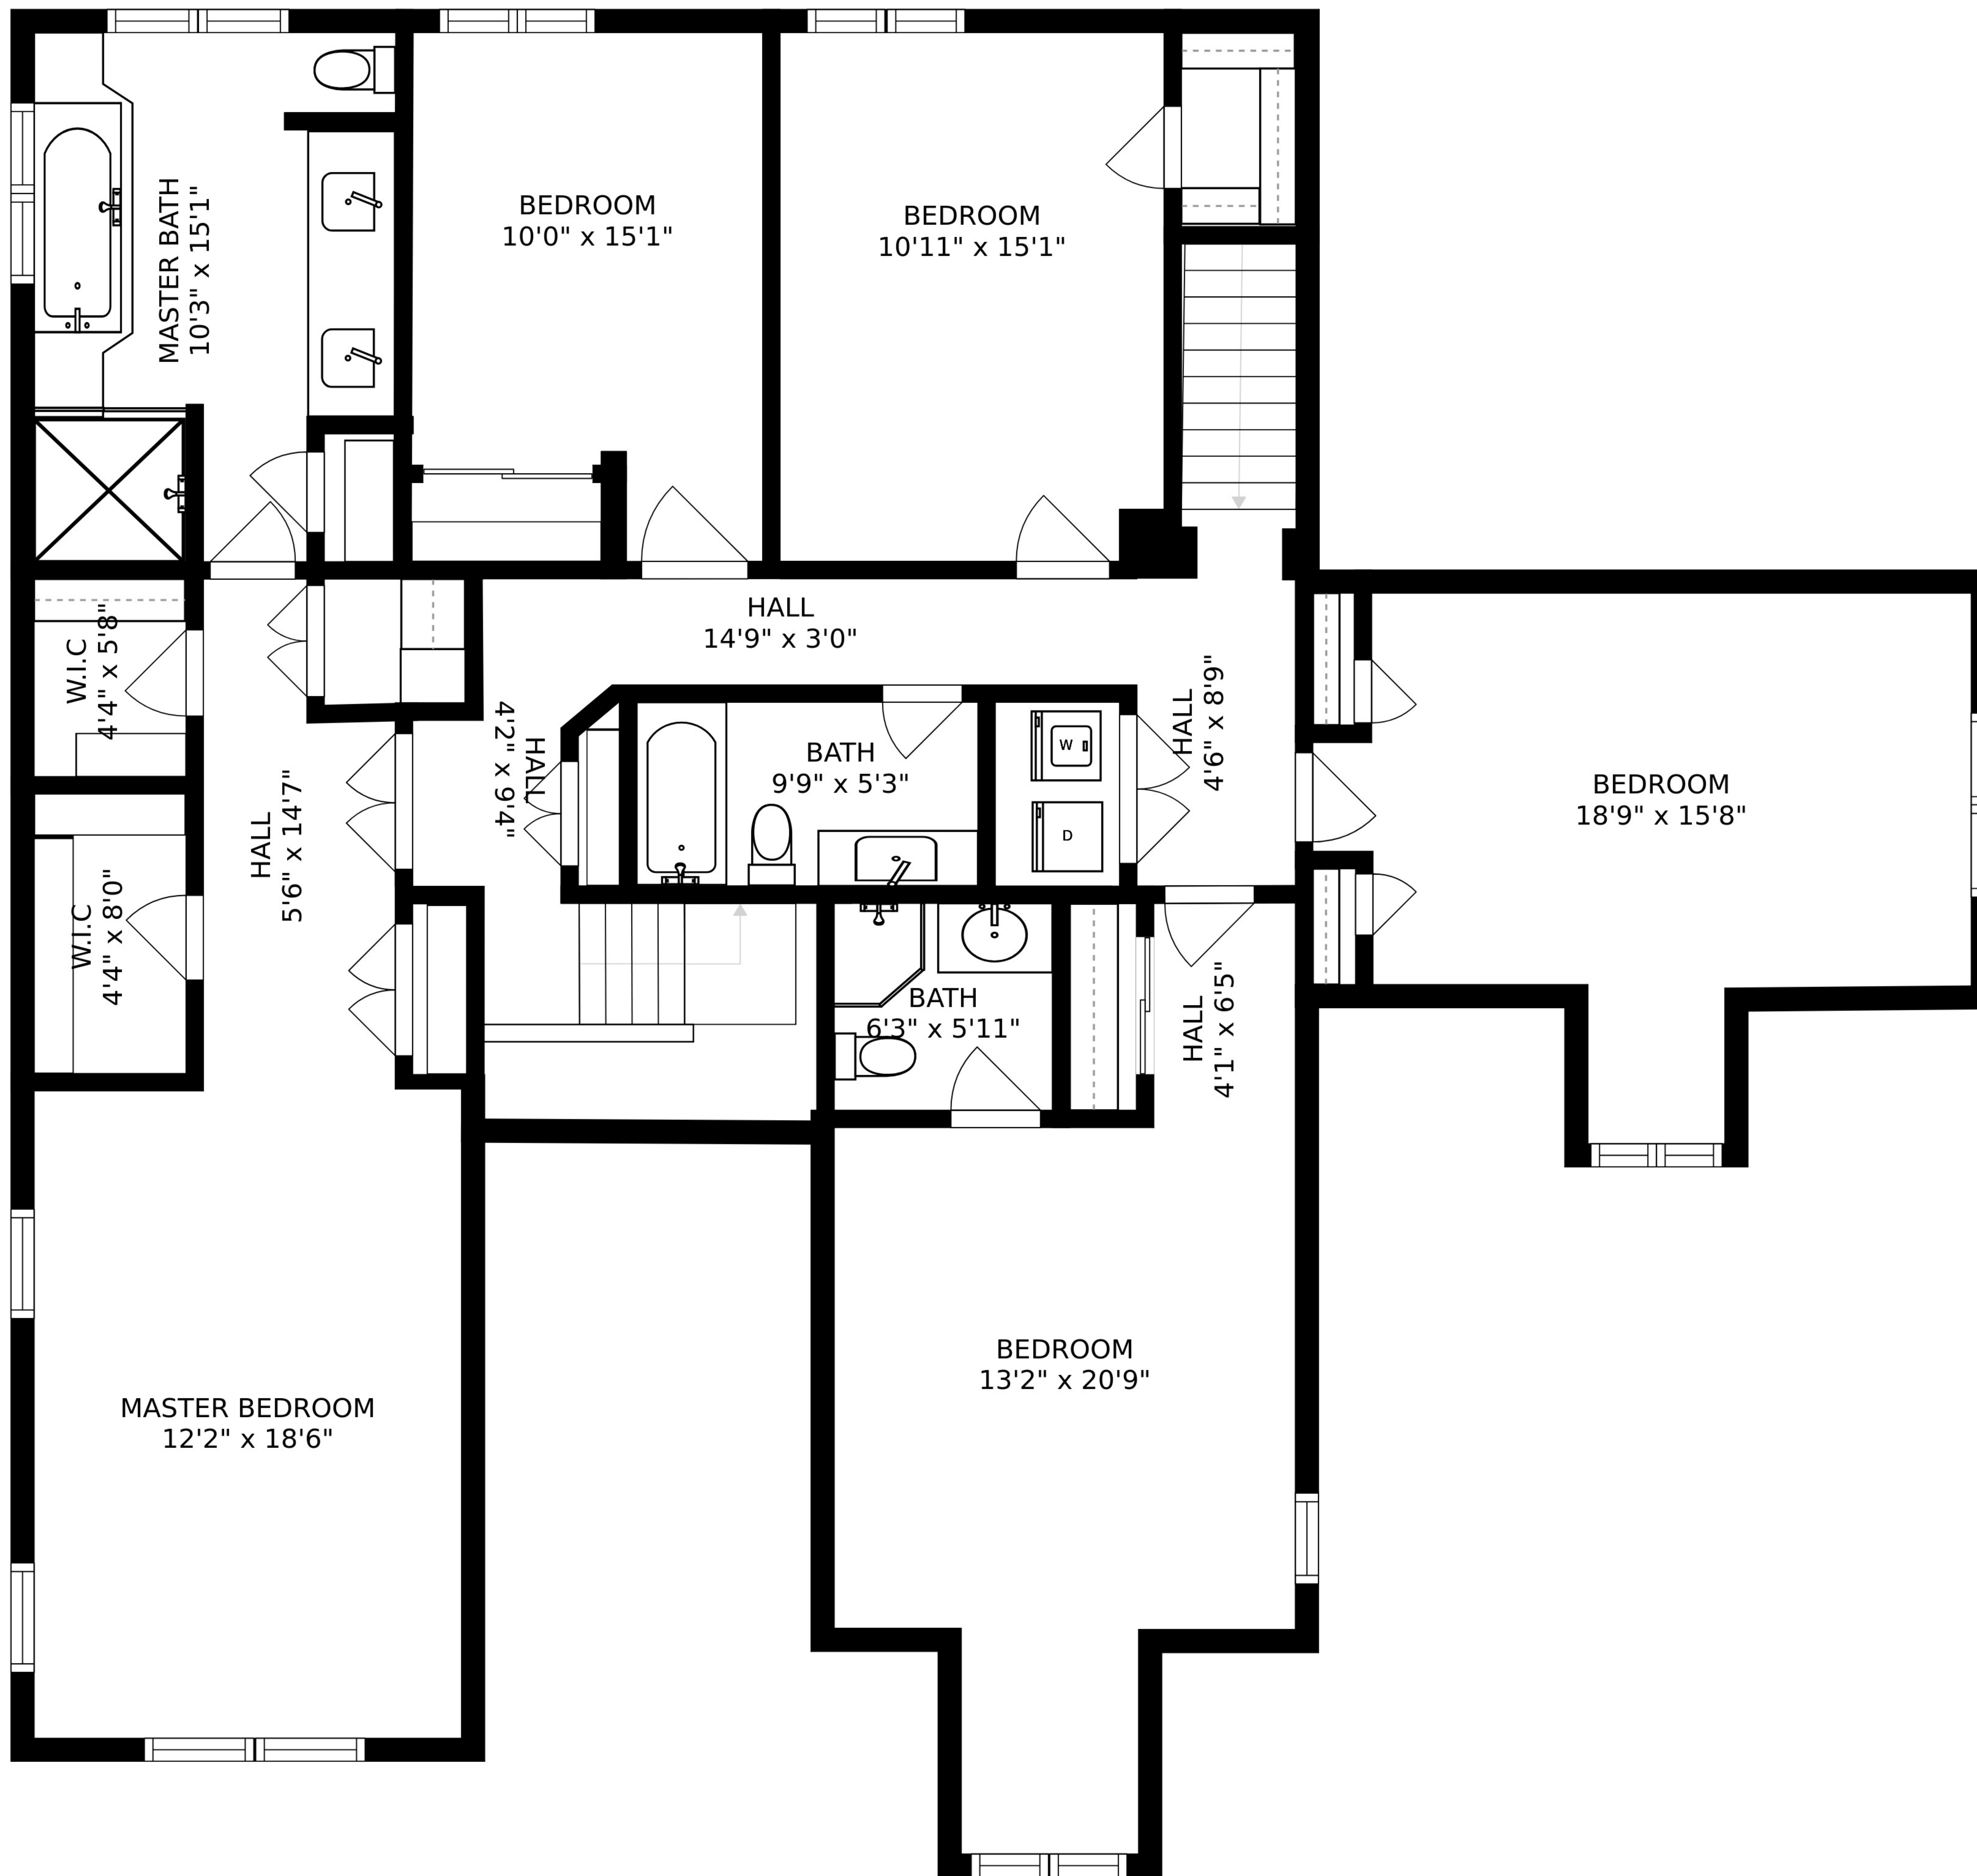 MASTER BATH
10'3" x 15'1"
BEDROOM
10'0" x 15'1"
BEDROOM
10'11" x 15'1"
HALL
14'9" x 3'0"
W.I.C
4'4" x 5'8"
HALL
4'2" x 9'4"
BATH
9'9" x 5'3"
W
D
HALL
4'6" x 8'9"
BEDROOM
18'9" x 15'8"
HALL
5'6" x 14'7"
W.I.C
4'4" x 8'0"
BATH
6'3" x 5'11"
HALL
4'1" x 6'5"
BEDROOM
13'2" x 20'9"
MASTER BEDROOM
12'2" x 18'6"